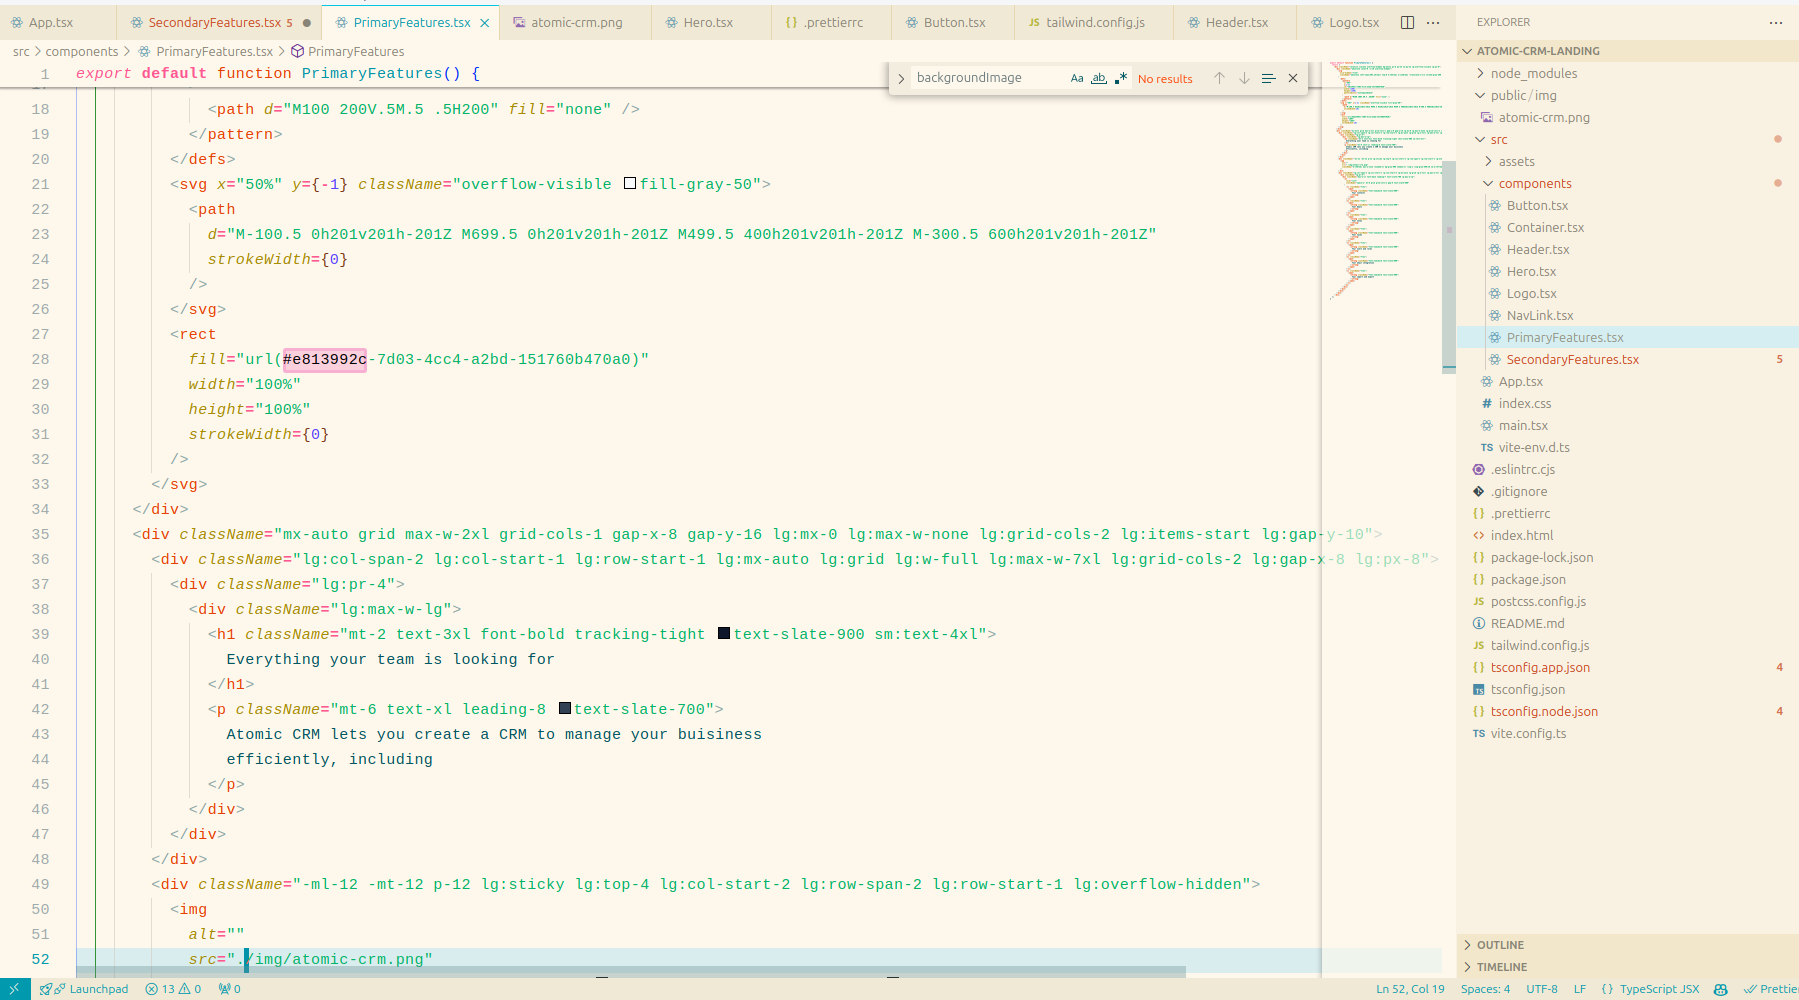 App.tsx SecondaryFeatures.tsx 5 PrimaryFeatures.tsx atomic-crm.png Hero.tsx { } .prettierrc Button.tsx JS tailwind.config.js Header.tsx Logo.tsx ···
src > components > PrimaryFeatures.tsx > PrimaryFeatures
backgroundImage Aa ab .* No results
1 export default function PrimaryFeatures() {
18 <path d="M100 200V.5M.5 .5H200" fill="none" />
19 </pattern>
20 </defs>
21 <svg x="50%" y={-1} className="overflow-visible fill-gray-50">
22 <path
23 d="M-100.5 0h201v201h-201Z M699.5 0h201v201h-201Z M499.5 400h201v201h-201Z M-300.5 600h201v201h-201Z"
24 strokeWidth={0}
25 />
26 </svg>
27 <rect
28 fill="url(#e813992c-7d03-4cc4-a2bd-151760b470a0)"
29 width="100%"
30 height="100%"
31 strokeWidth={0}
32 />
33 </svg>
34 </div>
35 <div className="mx-auto grid max-w-2xl grid-cols-1 gap-x-8 gap-y-16 lg:mx-0 lg:max-w-none lg:grid-cols-2 lg:items-start lg:gap-y-10">
36 <div className="lg:col-span-2 lg:col-start-1 lg:row-start-1 lg:mx-auto lg:grid lg:w-full lg:max-w-7xl lg:grid-cols-2 lg:gap-x-8 lg:px-8">
37 <div className="lg:pr-4">
38 <div className="lg:max-w-lg">
39 <h1 className="mt-2 text-3xl font-bold tracking-tight text-slate-900 sm:text-4xl">
40 Everything your team is looking for
41 </h1>
42 <p className="mt-6 text-xl leading-8 text-slate-700">
43 Atomic CRM lets you create a CRM to manage your buisiness
44 efficiently, including
45 </p>
46 </div>
47 </div>
48 </div>
49 <div className="-ml-12 -mt-12 p-12 lg:sticky lg:top-4 lg:col-start-2 lg:row-span-2 lg:row-start-1 lg:overflow-hidden">
50 <img
51 alt=""
52 src="./img/atomic-crm.png"
EXPLORER ···
ATOMIC-CRM-LANDING
node_modules
public / img
atomic-crm.png
src
assets
components
Button.tsx
Container.tsx
Header.tsx
Hero.tsx
Logo.tsx
NavLink.tsx
PrimaryFeatures.tsx
SecondaryFeatures.tsx 5
App.tsx
# index.css
main.tsx
TS vite-env.d.ts
.eslintrc.cjs
.gitignore
{ } .prettierrc
<> index.html
{ } package-lock.json
{ } package.json
JS postcss.config.js
README.md
JS tailwind.config.js
{ } tsconfig.app.json 4
TS tsconfig.json
{ } tsconfig.node.json 4
TS vite.config.ts
OUTLINE
TIMELINE
Launchpad 13 0 0 Ln 52, Col 19 Spaces: 4 UTF-8 LF { } TypeScript JSX Prettier